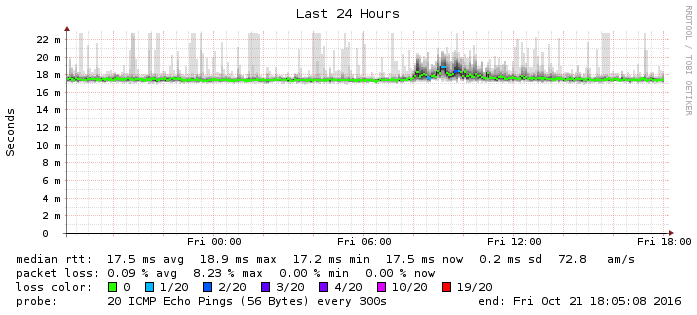 Last 24 Hours
RRDTOOL / TOBI OETIKER
Seconds
22 m
20 m
18 m
16 m
14 m
12 m
10 m
8 m
6 m
4 m
2 m
0
Fri 00:00 Fri 06:00 Fri 12:00 Fri 18:00
median rtt: 17.5 ms avg 18.9 ms max 17.2 ms min 17.5 ms now 0.2 ms sd 72.8 am/s
packet loss: 0.09 % avg 8.23 % max 0.00 % min 0.00 % now
loss color: 0 1/20 2/20 3/20 4/20 10/20 19/20
probe: 20 ICMP Echo Pings (56 Bytes) every 300s end: Fri Oct 21 18:05:08 2016